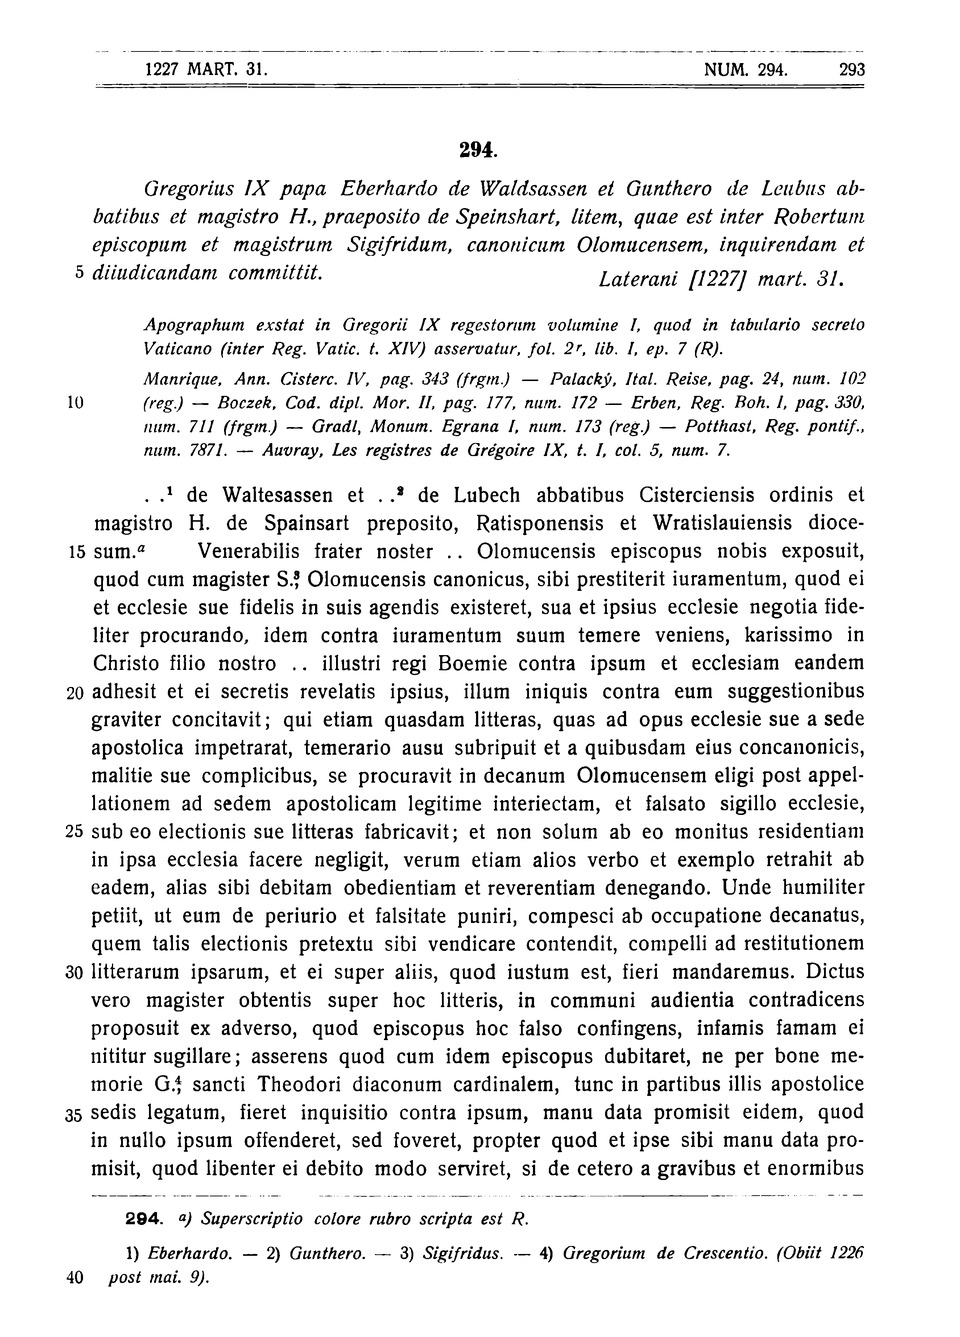 1227 MART. 31. NUM. 294. 293
294.
Gregorius IX papa Eberhardo de Waldsassen et Gunthero de Leubus ab-
batibus et magistro H., praeposito de Speinshart, litem, quae est inter Robertum
episcopum et magistrum Sigifridum, canonicum Olomucensem, inquirendam et
5 diiudicandam committit. Laterani [1227] mart. 31.
Apographum exstat in Gregorii IX regestorum volumine I, quod in tabulario secreto
Vaticano (inter Reg. Vatic. t. XIV) asservatur, fol. 2r, lib. I, ep. 7 (R).
Manrique, Ann. Cisterc. IV, pag. 343 (frgm.) — Palacký, Ital. Reise, pag. 24, num. 102
10 (reg.) — Boczek, Cod. dipl. Mor. II, pag. 177, num. 172 — Erben, Reg. Boh. I, pag. 330,
num. 711 (frgm.) — Gradl, Monum. Egrana I, num. 173 (reg.) — Potthast, Reg. pontif.,
num. 7871. — Auvray, Les registres de Grégoire IX, t. I, col. 5, num. 7.
. .¹ de Waltesassen et . .² de Lubech abbatibus Cisterciensis ordinis et
magistro H. de Spainsart preposito, Ratisponensis et Wratislauiensis dioce-
15 sum.a Venerabilis frater noster . . Olomucensis episcopus nobis exposuit,
quod cum magister S.,³ Olomucensis canonicus, sibi prestiterit iuramentum, quod ei
et ecclesie sue fidelis in suis agendis existeret, sua et ipsius ecclesie negotia fide-
liter procurando, idem contra iuramentum suum temere veniens, karissimo in
Christo filio nostro . . illustri regi Boemie contra ipsum et ecclesiam eandem
20 adhesit et ei secretis revelatis ipsius, illum iniquis contra eum suggestionibus
graviter concitavit; qui etiam quasdam litteras, quas ad opus ecclesie sue a sede
apostolica impetrarat, temerario ausu subripuit et a quibusdam eius concanonicis,
malitie sue complicibus, se procuravit in decanum Olomucensem eligi post appel-
lationem ad sedem apostolicam legitime interiectam, et falsato sigillo ecclesie,
25 sub eo electionis sue litteras fabricavit; et non solum ab eo monitus residentiam
in ipsa ecclesia facere negligit, verum etiam alios verbo et exemplo retrahit ab
eadem, alias sibi debitam obedientiam et reverentiam denegando. Unde humiliter
petiit, ut eum de periurio et falsitate puniri, compesci ab occupatione decanatus,
quem talis electionis pretextu sibi vendicare contendit, compelli ad restitutionem
30 litterarum ipsarum, et ei super aliis, quod iustum est, fieri mandaremus. Dictus
vero magister obtentis super hoc litteris, in communi audientia contradicens
proposuit ex adverso, quod episcopus hoc falso confingens, infamis famam ei
nititur sugillare; asserens quod cum idem episcopus dubitaret, ne per bone me-
morie G.,⁴ sancti Theodori diaconum cardinalem, tunc in partibus illis apostolice
35 sedis legatum, fieret inquisitio contra ipsum, manu data promisit eidem, quod
in nullo ipsum offenderet, sed foveret, propter quod et ipse sibi manu data pro-
misit, quod libenter ei debito modo serviret, si de cetero a gravibus et enormibus
294. a) Superscriptio colore rubro scripta est R.
1) Eberhardo. — 2) Gunthero. — 3) Sigifridus. — 4) Gregorium de Crescentio. (Obiit 1226
40 post mai. 9).